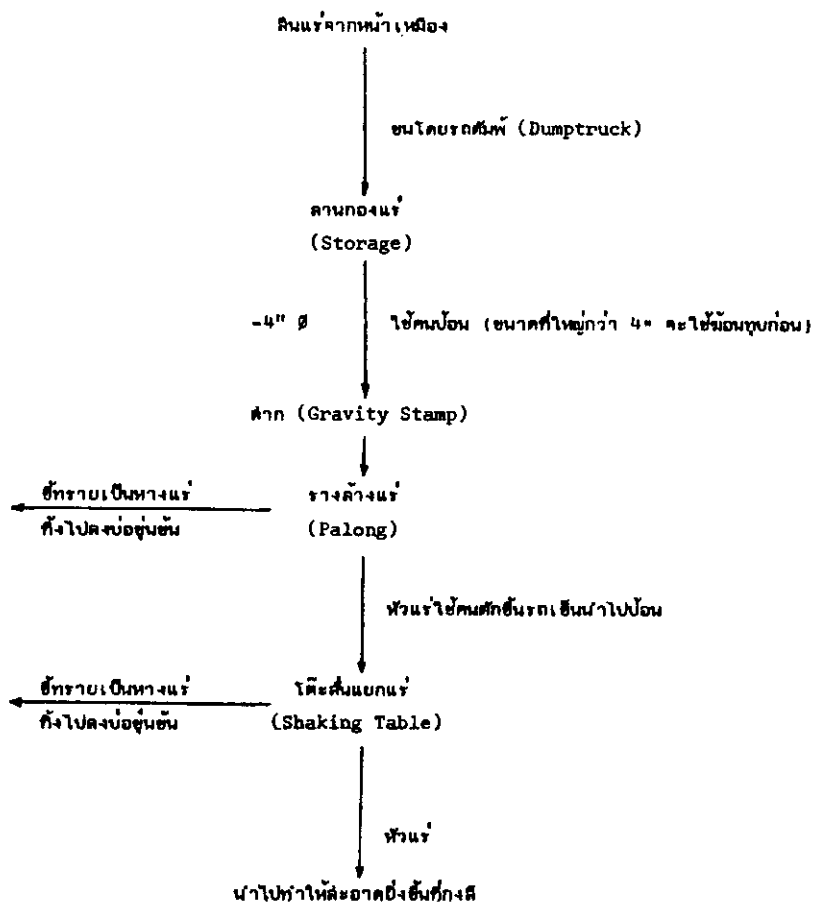 สินแร่จากหน้าเหมือง
ขนโดยรถดัมพ์ (Dumptruck)
ลานกองแร่
(Storage)
-4" Ø ใช้คนป้อน (ขนาดที่ใหญ่กว่า 4" จะใช้ฆ้อนทุบก่อน)
ตำก (Gravity Stamp)
ขี้ทรายเป็นหางแร่ รางล้างแร่
ทิ้งไปลงบ่อขุ่นข้น (Palong)
หัวแร่ใช้คนตักขึ้นรถเข็นนำไปป้อน
ขี้ทรายเป็นหางแร่ โต๊ะสั่นแยกแร่
ทิ้งไปลงบ่อขุ่นข้น (Shaking Table)
หัวแร่
นำไปทำให้สะอาดยิ่งขึ้นที่กงสี